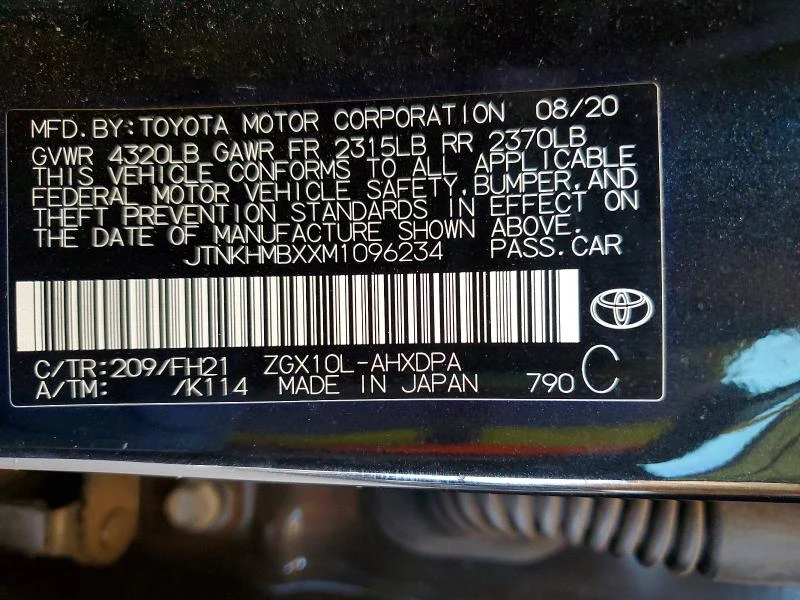 MFD. BY: TOYOTA MOTOR CORPORATION 08/20
GVWR 4320LB GAWR FR 2315LB RR 2370LB
THIS VEHICLE CONFORMS TO ALL APPLICABLE
FEDERAL MOTOR VEHICLE SAFETY, BUMPER, AND
THEFT PREVENTION STANDARDS IN EFFECT ON
THE DATE OF MANUFACTURE SHOWN ABOVE.
JTNKHMBXXM1096234 PASS. CAR
C/TR: 209/FH21 ZGX10L-AHXDPA
A/TM: /K114 MADE IN JAPAN 790 C